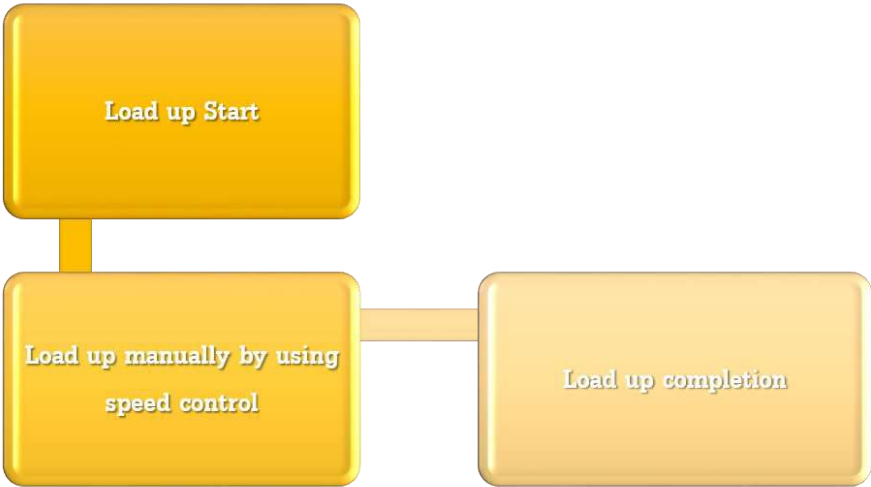 Load up Start
Load up manually by using
speed control
Load up completion